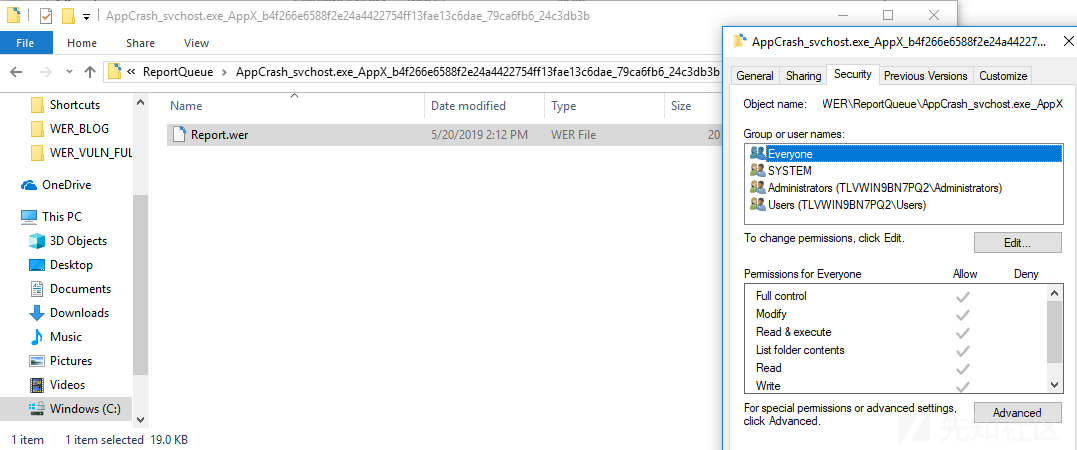 AppCrash_svchost.exe_AppX_b4f266e6588f2e24a4422754ff13fae13c6dae_79ca6fb6_24c3db3b
File
Home
Share
View
« ReportQueue › AppCrash_svchost.exe_AppX_b4f266e6588f2e24a4422754ff13fae13c6dae_79ca6fb6_24c3db3b
Shortcuts
WER_BLOG
WER_VULN_FUL
OneDrive
This PC
3D Objects
Desktop
Documents
Downloads
Music
Pictures
Videos
Windows (C:)
Name
Date modified
Type
Size
Report.wer
5/20/2019 2:12 PM
WER File
20
1 item
1 item selected 19.0 KB
AppCrash_svchost.exe_AppX_b4f266e6588f2e24a44227...
General
Sharing
Security
Previous Versions
Customize
Object name: WER\ReportQueue\AppCrash_svchost.exe_AppX
Group or user names:
Everyone
SYSTEM
Administrators (TLVWIN9BN7PQ2\Administrators)
Users (TLVWIN9BN7PQ2\Users)
To change permissions, click Edit.
Edit...
Permissions for Everyone
Allow
Deny
Full control
Modify
Read & execute
List folder contents
Read
Write
For special permissions or advanced settings,
click Advanced.
Advanced
先知社区